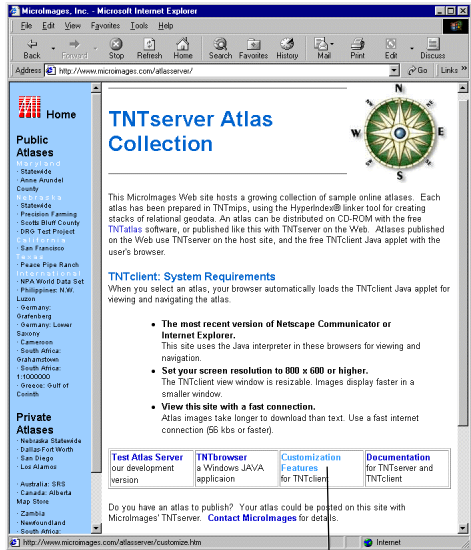 MicroImages, Inc. - Microsoft Internet Explorer
File Edit View Favorites Tools Help
Back Forward Stop Refresh Home Search Favorites History Mail Print Edit Discuss
Address http://www.microimages.com/atlasserver/ Go Links »
Home
Public
Atlases
Maryland
· Statewide
· Anne Arundel
County
Nebraska
· Statewide
· Precision Farming
· Scotts Bluff County
· DRG Test Project
California
· San Francisco
Texas
· Peace Pipe Ranch
International
· NPA World Data Set
· Philippines: N.W.
Luzon
· Germany:
Grafenberg
· Germany: Lower
Saxony
· Cameroon
· South Africa:
Grahamstown
· South Africa:
1:1000000
· Greece: Gulf of
Corinth
Private
Atlases
· Nebraska Statewide
· Dallas-Fort Worth
· San Diego
· Los Alamos
· Australia: SRS
· Canada: Alberta
Map Store
· Zambia
· Newfoundland
· South Africa:
TNTserver Atlas
Collection
N
W E
S
This MicroImages Web site hosts a growing collection of sample online atlases. Each
atlas has been prepared in TNTmips, using the HyperIndex® linker tool for creating
stacks of relational geodata. An atlas can be distributed on CD-ROM with the free
TNTatlas software, or published like this with TNTserver on the Web. Atlases published
on the Web use TNTserver on the host site, and the free TNTclient Java applet with the
user's browser.
TNTclient: System Requirements
When you select an atlas, your browser automatically loads the TNTclient Java applet for
viewing and navigating the atlas.
• The most recent version of Netscape Communicator or
Internet Explorer.
This site uses the Java interpreter in these browsers for viewing and
navigation.
• Set your screen resolution to 800 x 600 or higher.
The TNTclient view window is resizable. Images display faster in a
smaller window.
• View this site with a fast connection.
Atlas images take longer to download than text. Use a fast internet
connection (56 kbs or faster).
Test Atlas Server
our development
version
TNTbrowser
a Windows JAVA
applicaion
Customization
Features
for TNTclient
Documentation
for TNTserver and
TNTclient
Do you have an atlas to publish? Your atlas could be posted on this site with
MicroImages' TNTserver. Contact MicroImages for details.
http://www.microimages.com/atlasserver/customize.htm Internet